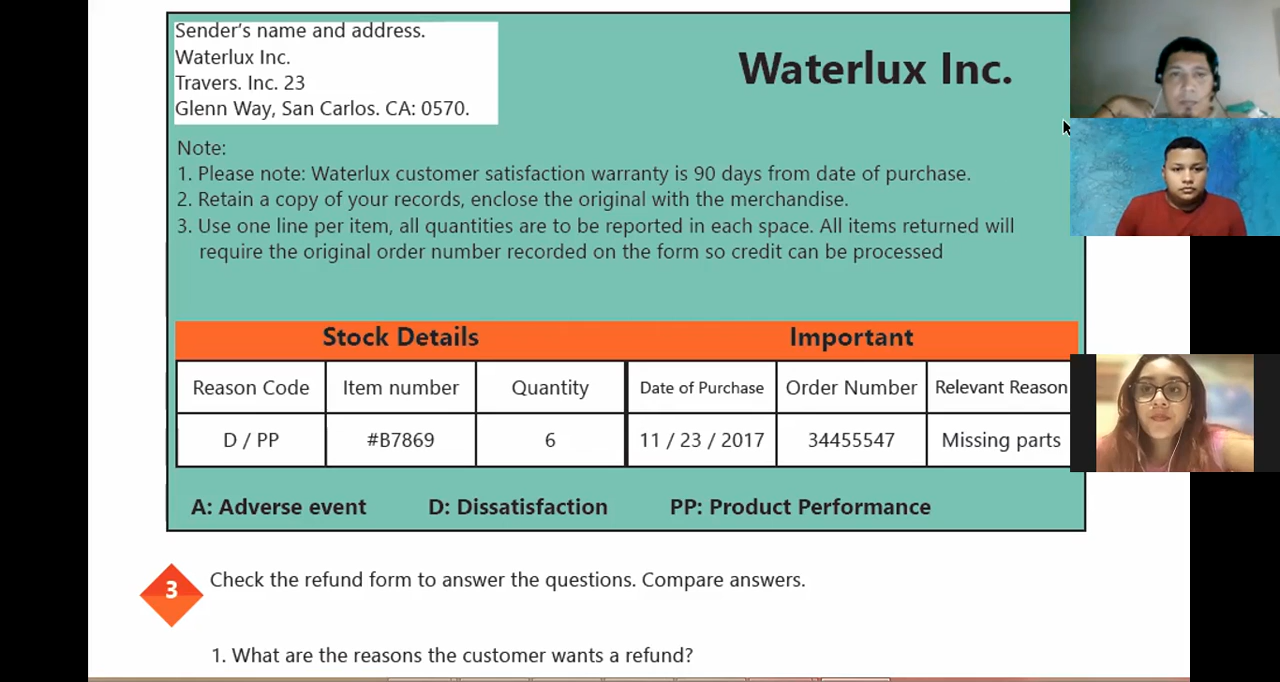 Sender's name and address.
Waterlux Inc.
Travers. Inc. 23
Glenn Way, San Carlos. CA: 0570.
Waterlux Inc.
Note:
1. Please note: Waterlux customer satisfaction warranty is 90 days from date of purchase.
2. Retain a copy of your records, enclose the original with the merchandise.
3. Use one line per item, all quantities are to be reported in each space. All items returned will
require the original order number recorded on the form so credit can be processed
Stock Details Important
Reason Code Item number Quantity Date of Purchase Order Number Relevant Reason
D / PP #B7869 6 11 / 23 / 2017 34455547 Missing parts
A: Adverse event D: Dissatisfaction PP: Product Performance
3 Check the refund form to answer the questions. Compare answers.
1. What are the reasons the customer wants a refund?